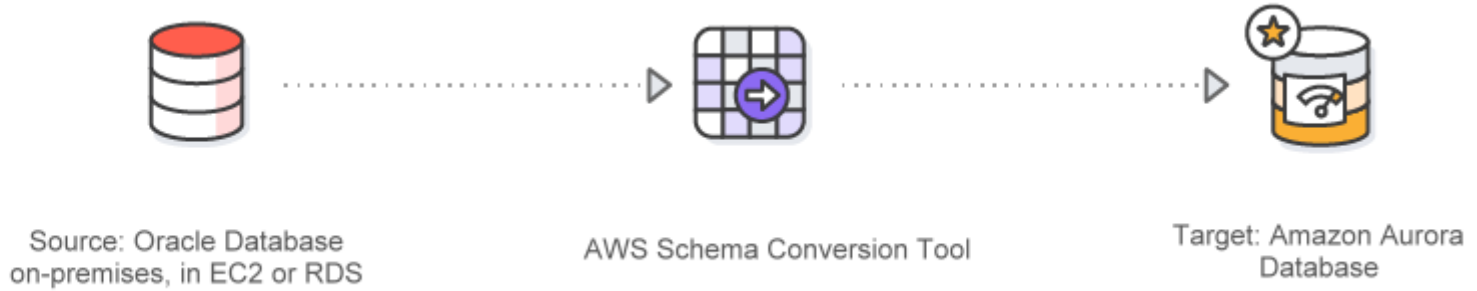 Source: Oracle Database
on-premises, in EC2 or RDS
AWS Schema Conversion Tool
Target: Amazon Aurora
Database